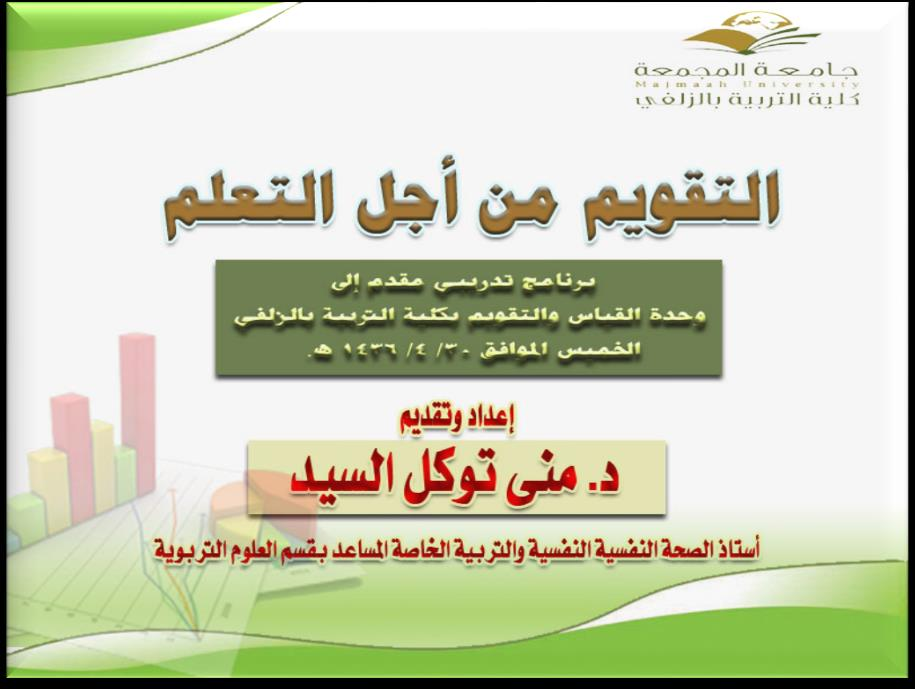 جامعة المجمعة
Majmaah University
كلية التربية بالزلفي
التقويم من أجل التعلم
برنامج تدريبي مقدم إلى
وحدة القياس والتقويم بكلية التربية بالزلفي
الخميس الموافق ٣٠/ ٤/ ١٤٣٦ هـ.
إعداد وتقديم
د. منى توكل السيد
أستاذ الصحة النفسية النفسية والتربية الخاصة المساعد بقسم العلوم التربوية